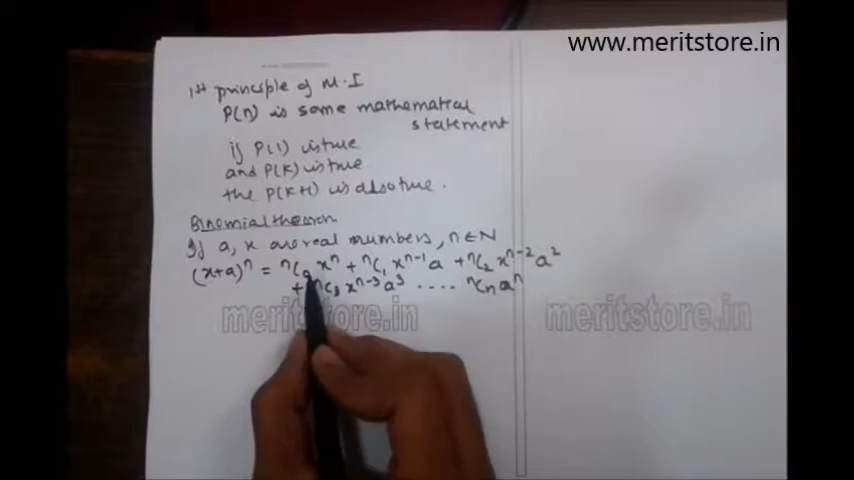 www.meritstore.in
1st principle of M.I
P(n) is some mathematical
statement
if P(1) is true
and P(k) is true
the P(k+1) is also true.
Binomial theorem
If a, x are real numbers, n ∈ N
(x+a)ⁿ = ⁿC₀ xⁿ + ⁿC₁ xⁿ⁻¹ a + ⁿC₂ xⁿ⁻² a²
+ ⁿC₃ xⁿ⁻³ a³ .... ⁿCₙ aⁿ
meritstore.in meritstore.in